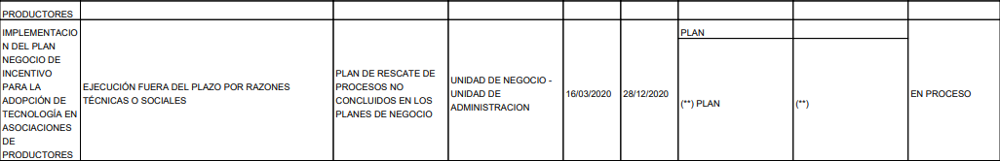 PRODUCTORES
IMPLEMENTACIO
N DEL PLAN
NEGOCIO DE
INCENTIVO
PARA LA
ADOPCIÓN DE
TECNOLOGÍA EN
ASOCIACIONES
DE
PRODUCTORES
EJECUCIÓN FUERA DEL PLAZO POR RAZONES
TÉCNICAS O SOCIALES
PLAN DE RESCATE DE
PROCESOS NO
CONCLUIDOS EN LOS
PLANES DE NEGOCIO
UNIDAD DE NEGOCIO -
UNIDAD DE
ADMINISTRACION
16/03/2020
28/12/2020
PLAN
(**) PLAN
(**)
EN PROCESO